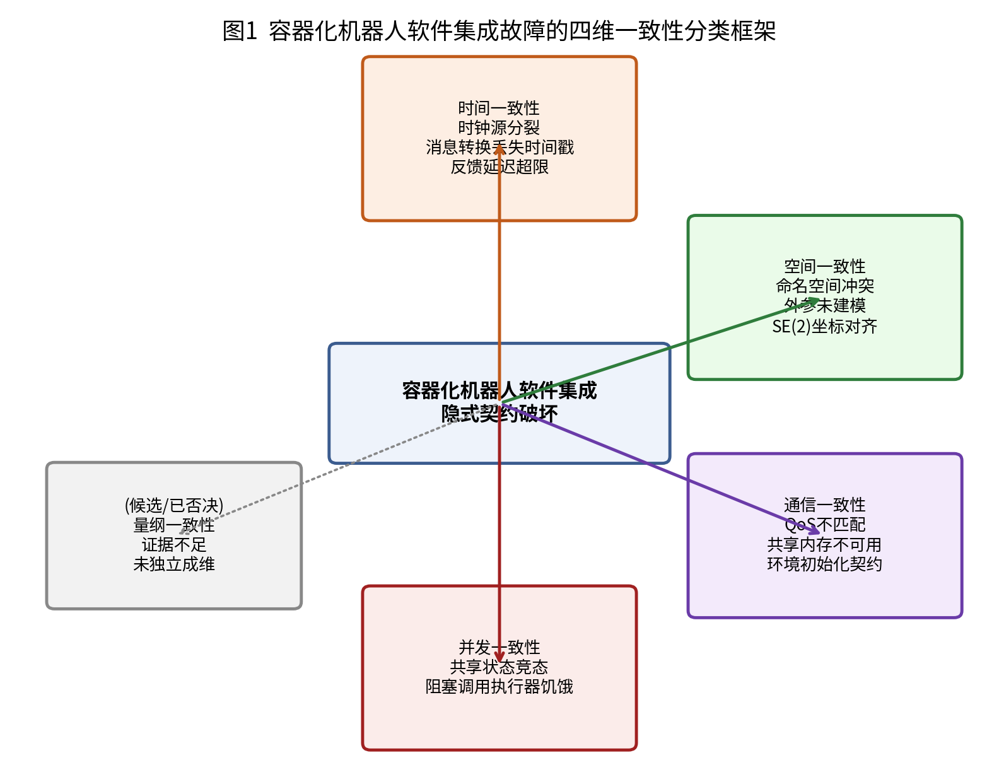 图1 容器化机器人软件集成故障的四维一致性分类框架
时间一致性
时钟源分裂
消息转换丢失时间戳
反馈延迟超限
空间一致性
命名空间冲突
外参未建模
SE(2)坐标对齐
容器化机器人软件集成
隐式契约破坏
(候选/已否决)
量纲一致性
证据不足
未独立成维
通信一致性
QoS不匹配
共享内存不可用
环境初始化契约
并发一致性
共享状态竞态
阻塞调用执行器饥饿